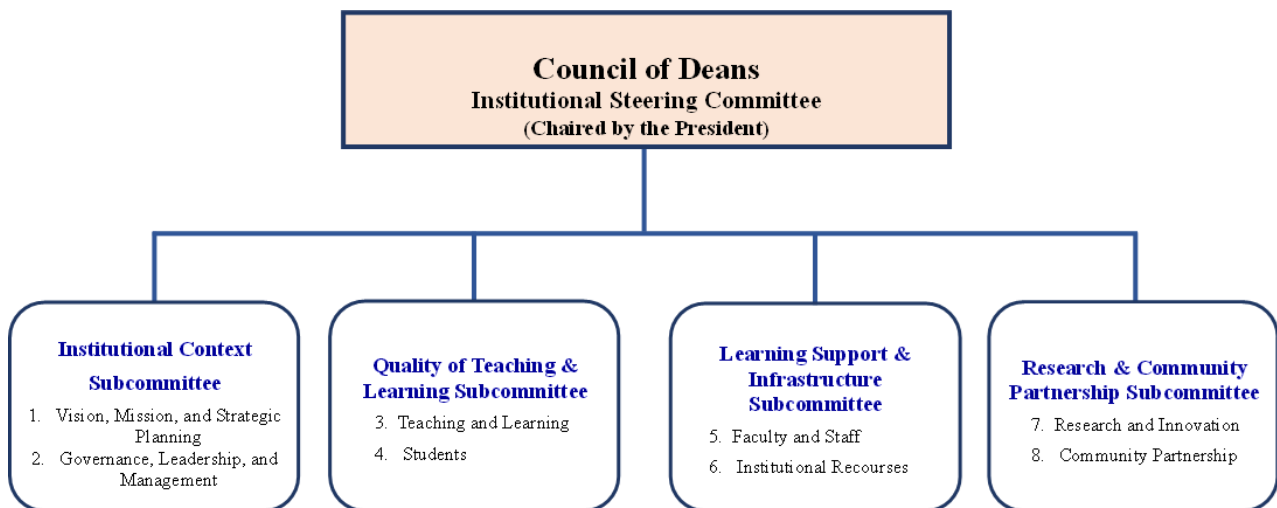 Council of Deans
Institutional Steering Committee
(Chaired by the President)
Institutional Context
Subcommittee
1. Vision, Mission, and Strategic
Planning
2. Governance, Leadership, and
Management
Quality of Teaching &
Learning Subcommittee
3. Teaching and Learning
4. Students
Learning Support &
Infrastructure
Subcommittee
5. Faculty and Staff
6. Institutional Recourses
Research & Community
Partnership Subcommittee
7. Research and Innovation
8. Community Partnership